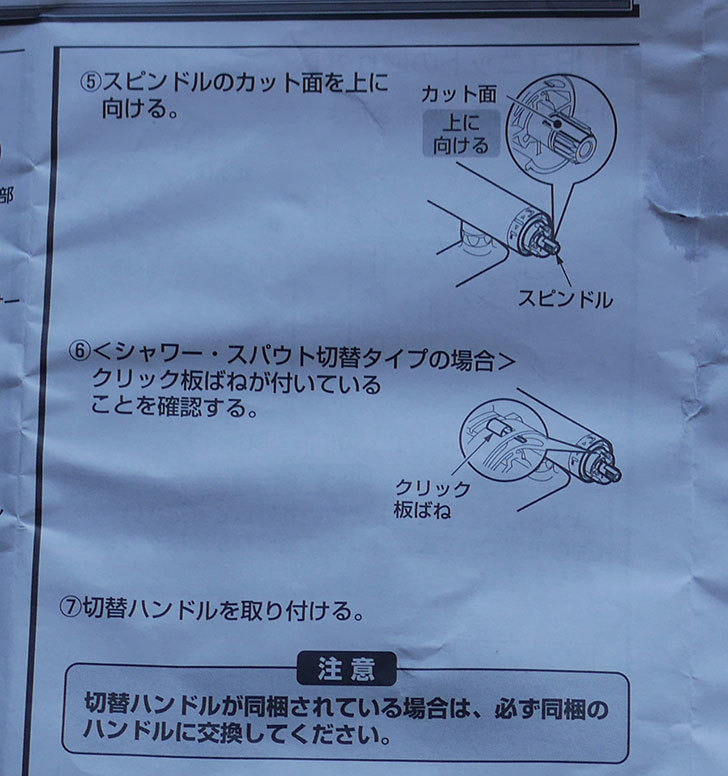 ⑤スピンドルのカット面を上に
向ける。
カット面
上に
向ける
スピンドル
部
⑥＜シャワー・スパウト切替タイプの場合＞
クリック板ばねが付いている
ことを確認する。
クリック
板ばね
⑦切替ハンドルを取り付ける。
注意
切替ハンドルが同梱されている場合は、必ず同梱の
ハンドルに交換してください。